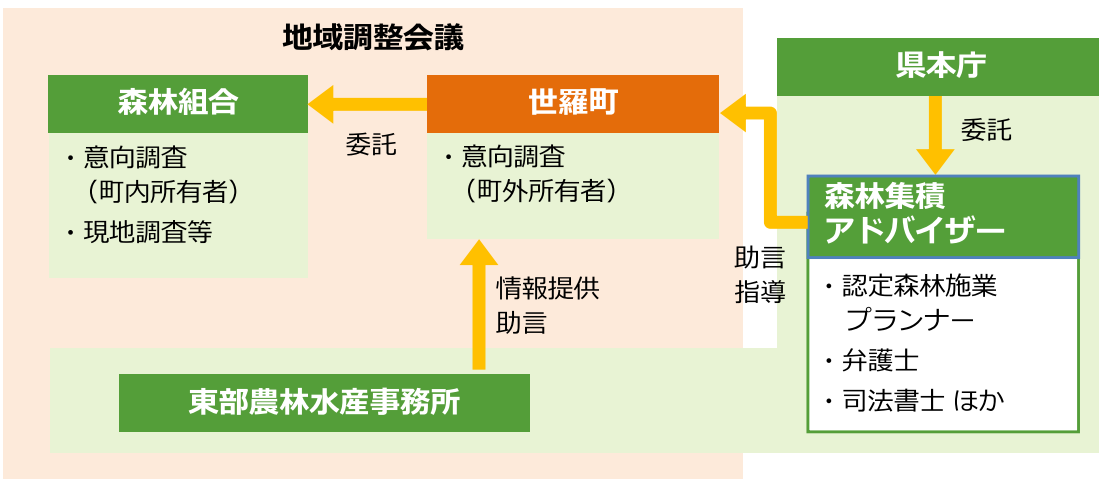 地域調整会議
森林組合
・意向調査
（町内所有者）
・現地調査等
委託
世羅町
・意向調査
（町外所有者）
情報提供
助言
東部農林水産事務所
県本庁
委託
森林集積
アドバイザー
・認定森林施業
プランナー
・弁護士
・司法書士 ほか
助言
指導